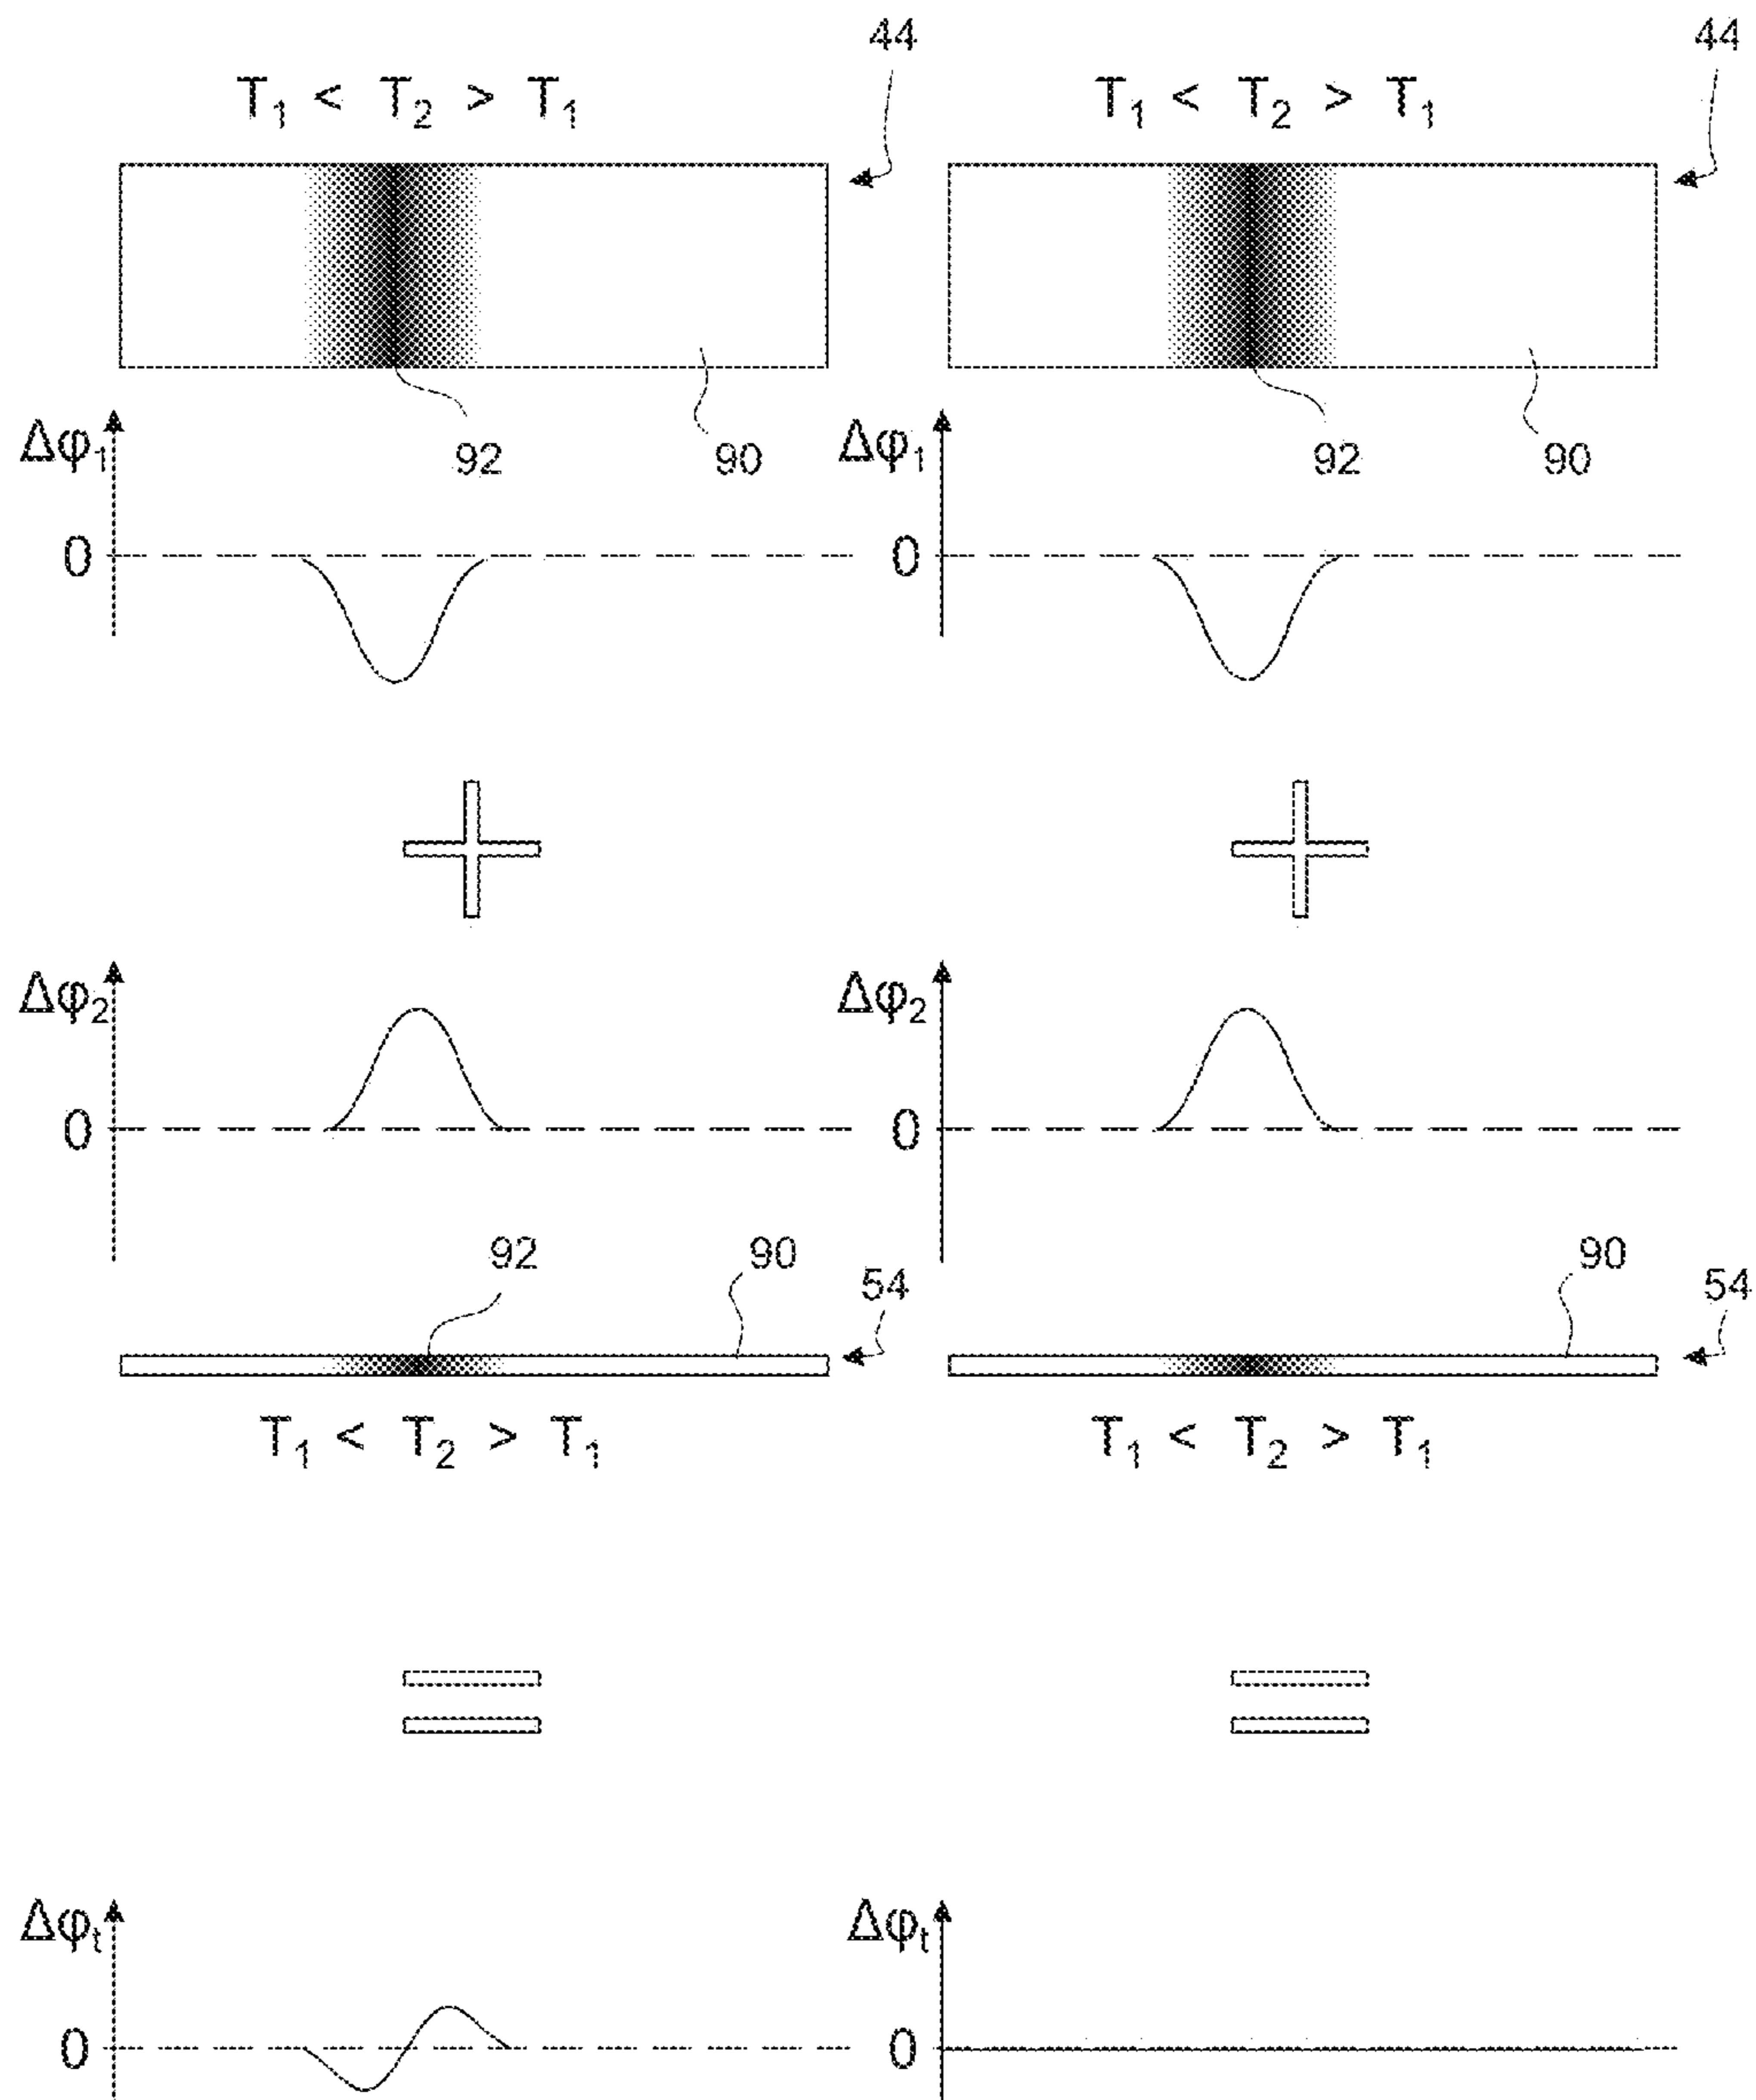 44 44
T₁ < T₂ > T₁ T₁ < T₂ > T₁
92 90 92 90
Δφ₁ Δφ₁
0 0
+ +
Δφ₂ Δφ₂
0 0
92 90 54 90 54
T₁ < T₂ > T₁ T₁ < T₂ > T₁
= =
Δφₜ Δφₜ
0 0